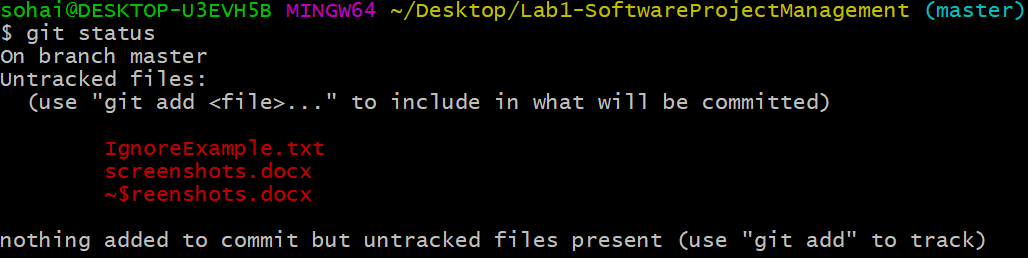 sohai@DESKTOP-U3EVH5B MINGW64 ~/Desktop/Lab1-SoftwareProjectManagement (master)
$ git status
On branch master
Untracked files:
  (use "git add <file>..." to include in what will be committed)

        IgnoreExample.txt
        screenshots.docx
        ~$reenshots.docx

nothing added to commit but untracked files present (use "git add" to track)